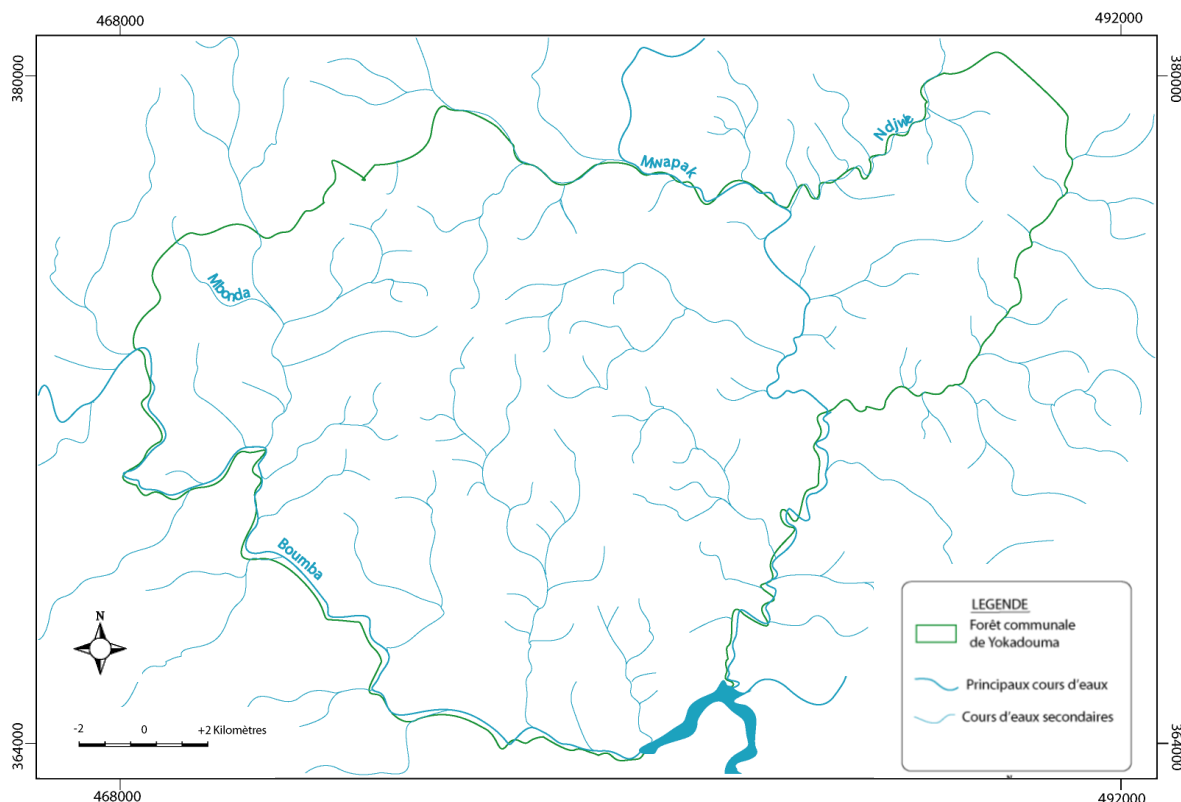 468000
492000
380000
380000
Ndjwe
Mwapak
Mbonda
Boumba
N
-2 0 +2 Kilomètres
LEGENDE
Forêt communale
de Yokadouma
Principaux cours d'eaux
Cours d'eaux secondaires
364000
364000
468000
492000